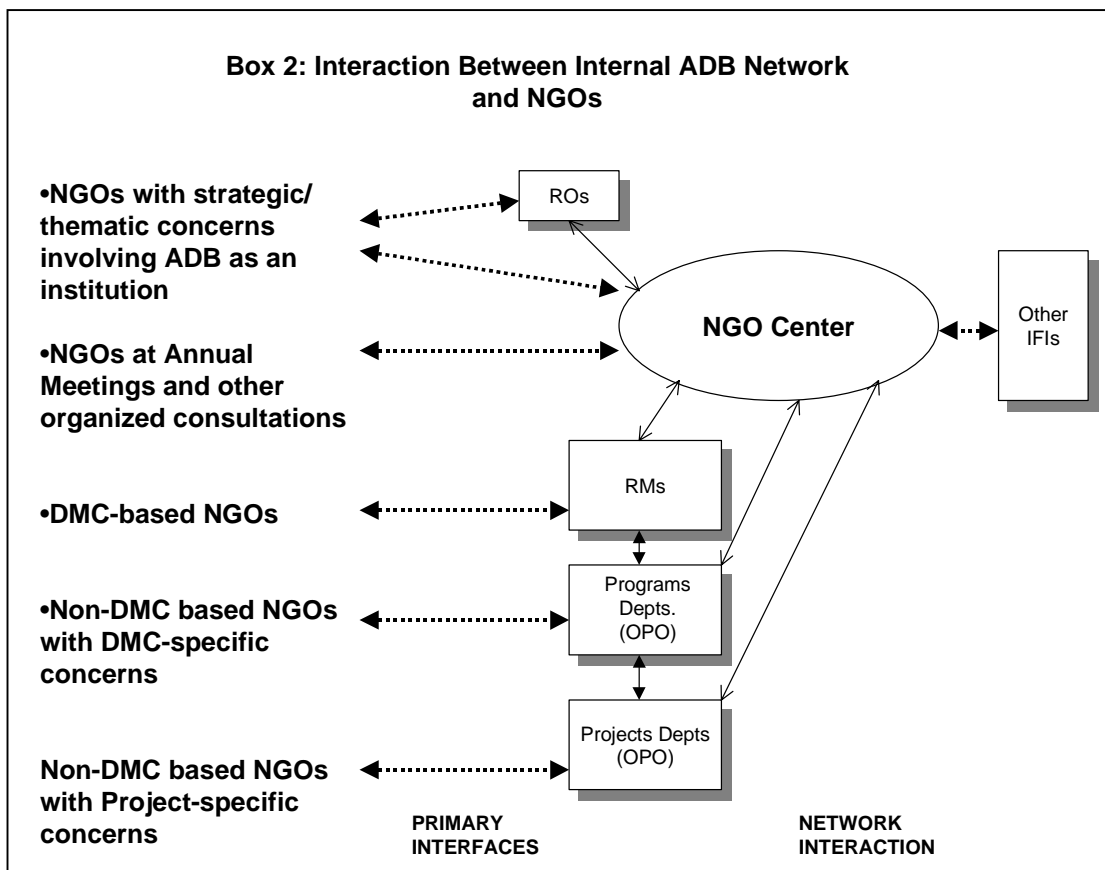 Box 2: Interaction Between Internal ADB Network
and NGOs
•NGOs with strategic/
thematic concerns
involving ADB as an
institution
ROs
NGO Center
Other
IFIs
•NGOs at Annual
Meetings and other
organized consultations
•DMC-based NGOs
RMs
•Non-DMC based NGOs
with DMC-specific
concerns
Programs
Depts.
(OPO)
Non-DMC based NGOs
with Project-specific
concerns
Projects Depts
(OPO)
PRIMARY
INTERFACES
NETWORK
INTERACTION